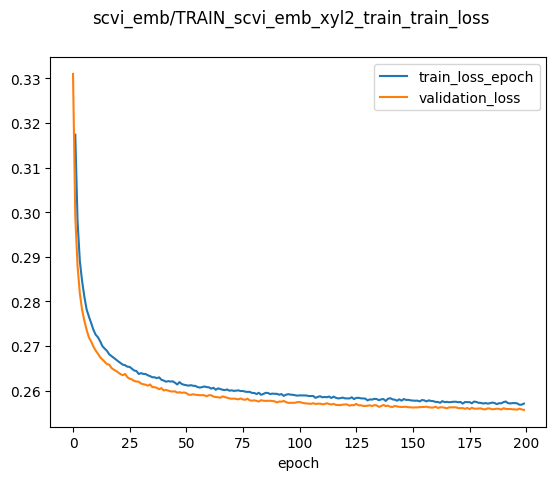 scvi_emb/TRAIN_scvi_emb_xyl2_train_train_loss
train_loss_epoch
validation_loss
0.33
0.32
0.31
0.30
0.29
0.28
0.27
0.26
0 25 50 75 100 125 150 175 200
epoch